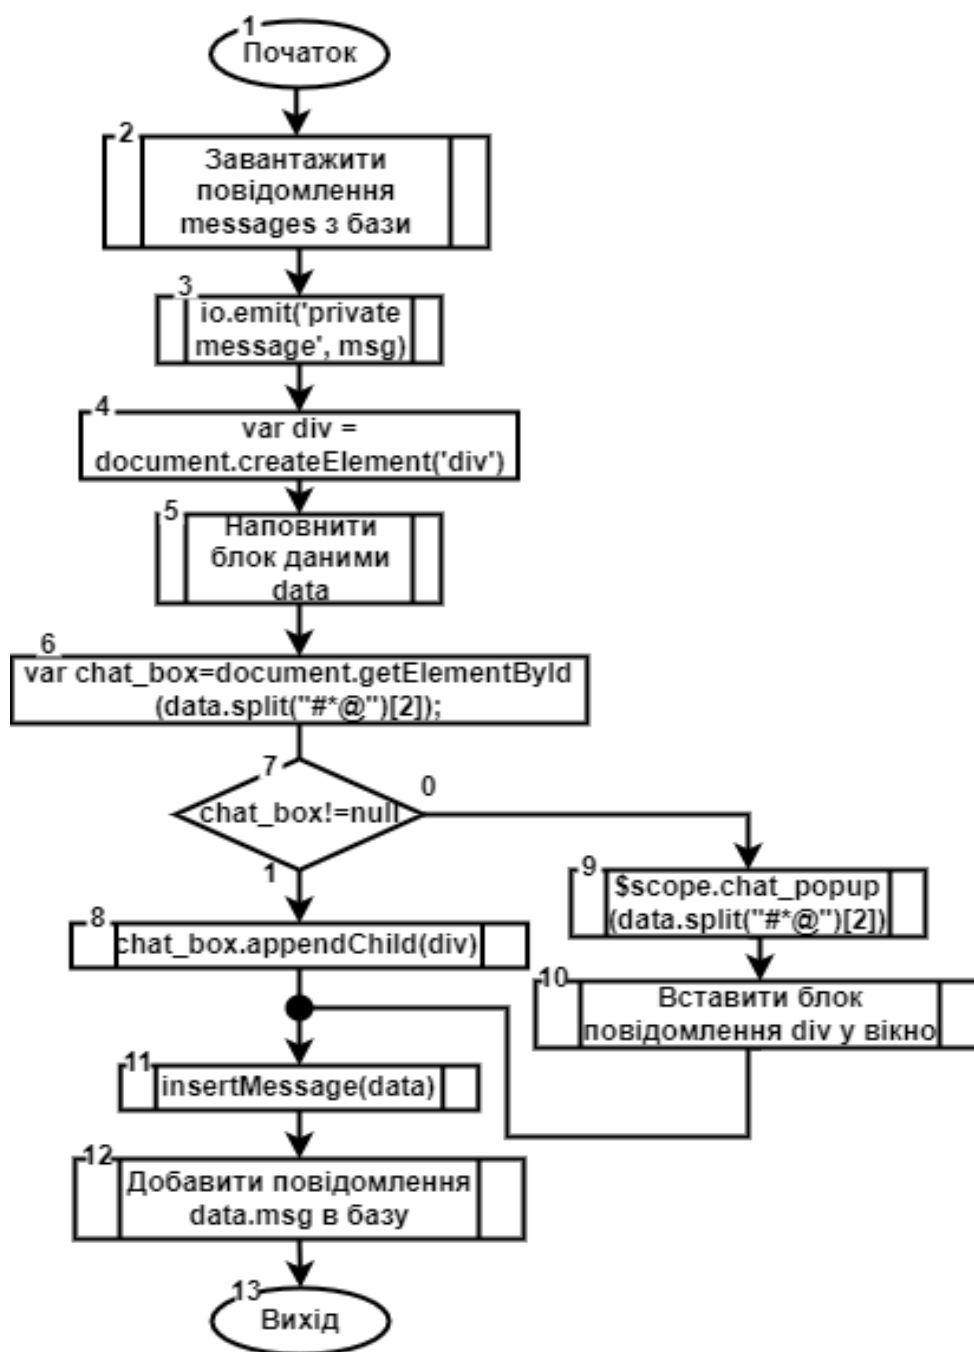 1
Початок
2
Завантажити
повідомлення
messages з бази
3
io.emit('private
message', msg)
4
var div =
document.createElement('div')
5
Наповнити
блок даними
data
6
var chat_box=document.getElementById
(data.split("#*@")[2]);
7
chat_box!=null
0
1
8
chat_box.appendChild(div)
9
$scope.chat_popup
(data.split("#*@")[2])
10
Вставити блок
повідомлення div у вікно
11
insertMessage(data)
12
Добавити повідомлення
data.msg в базу
13
Вихід